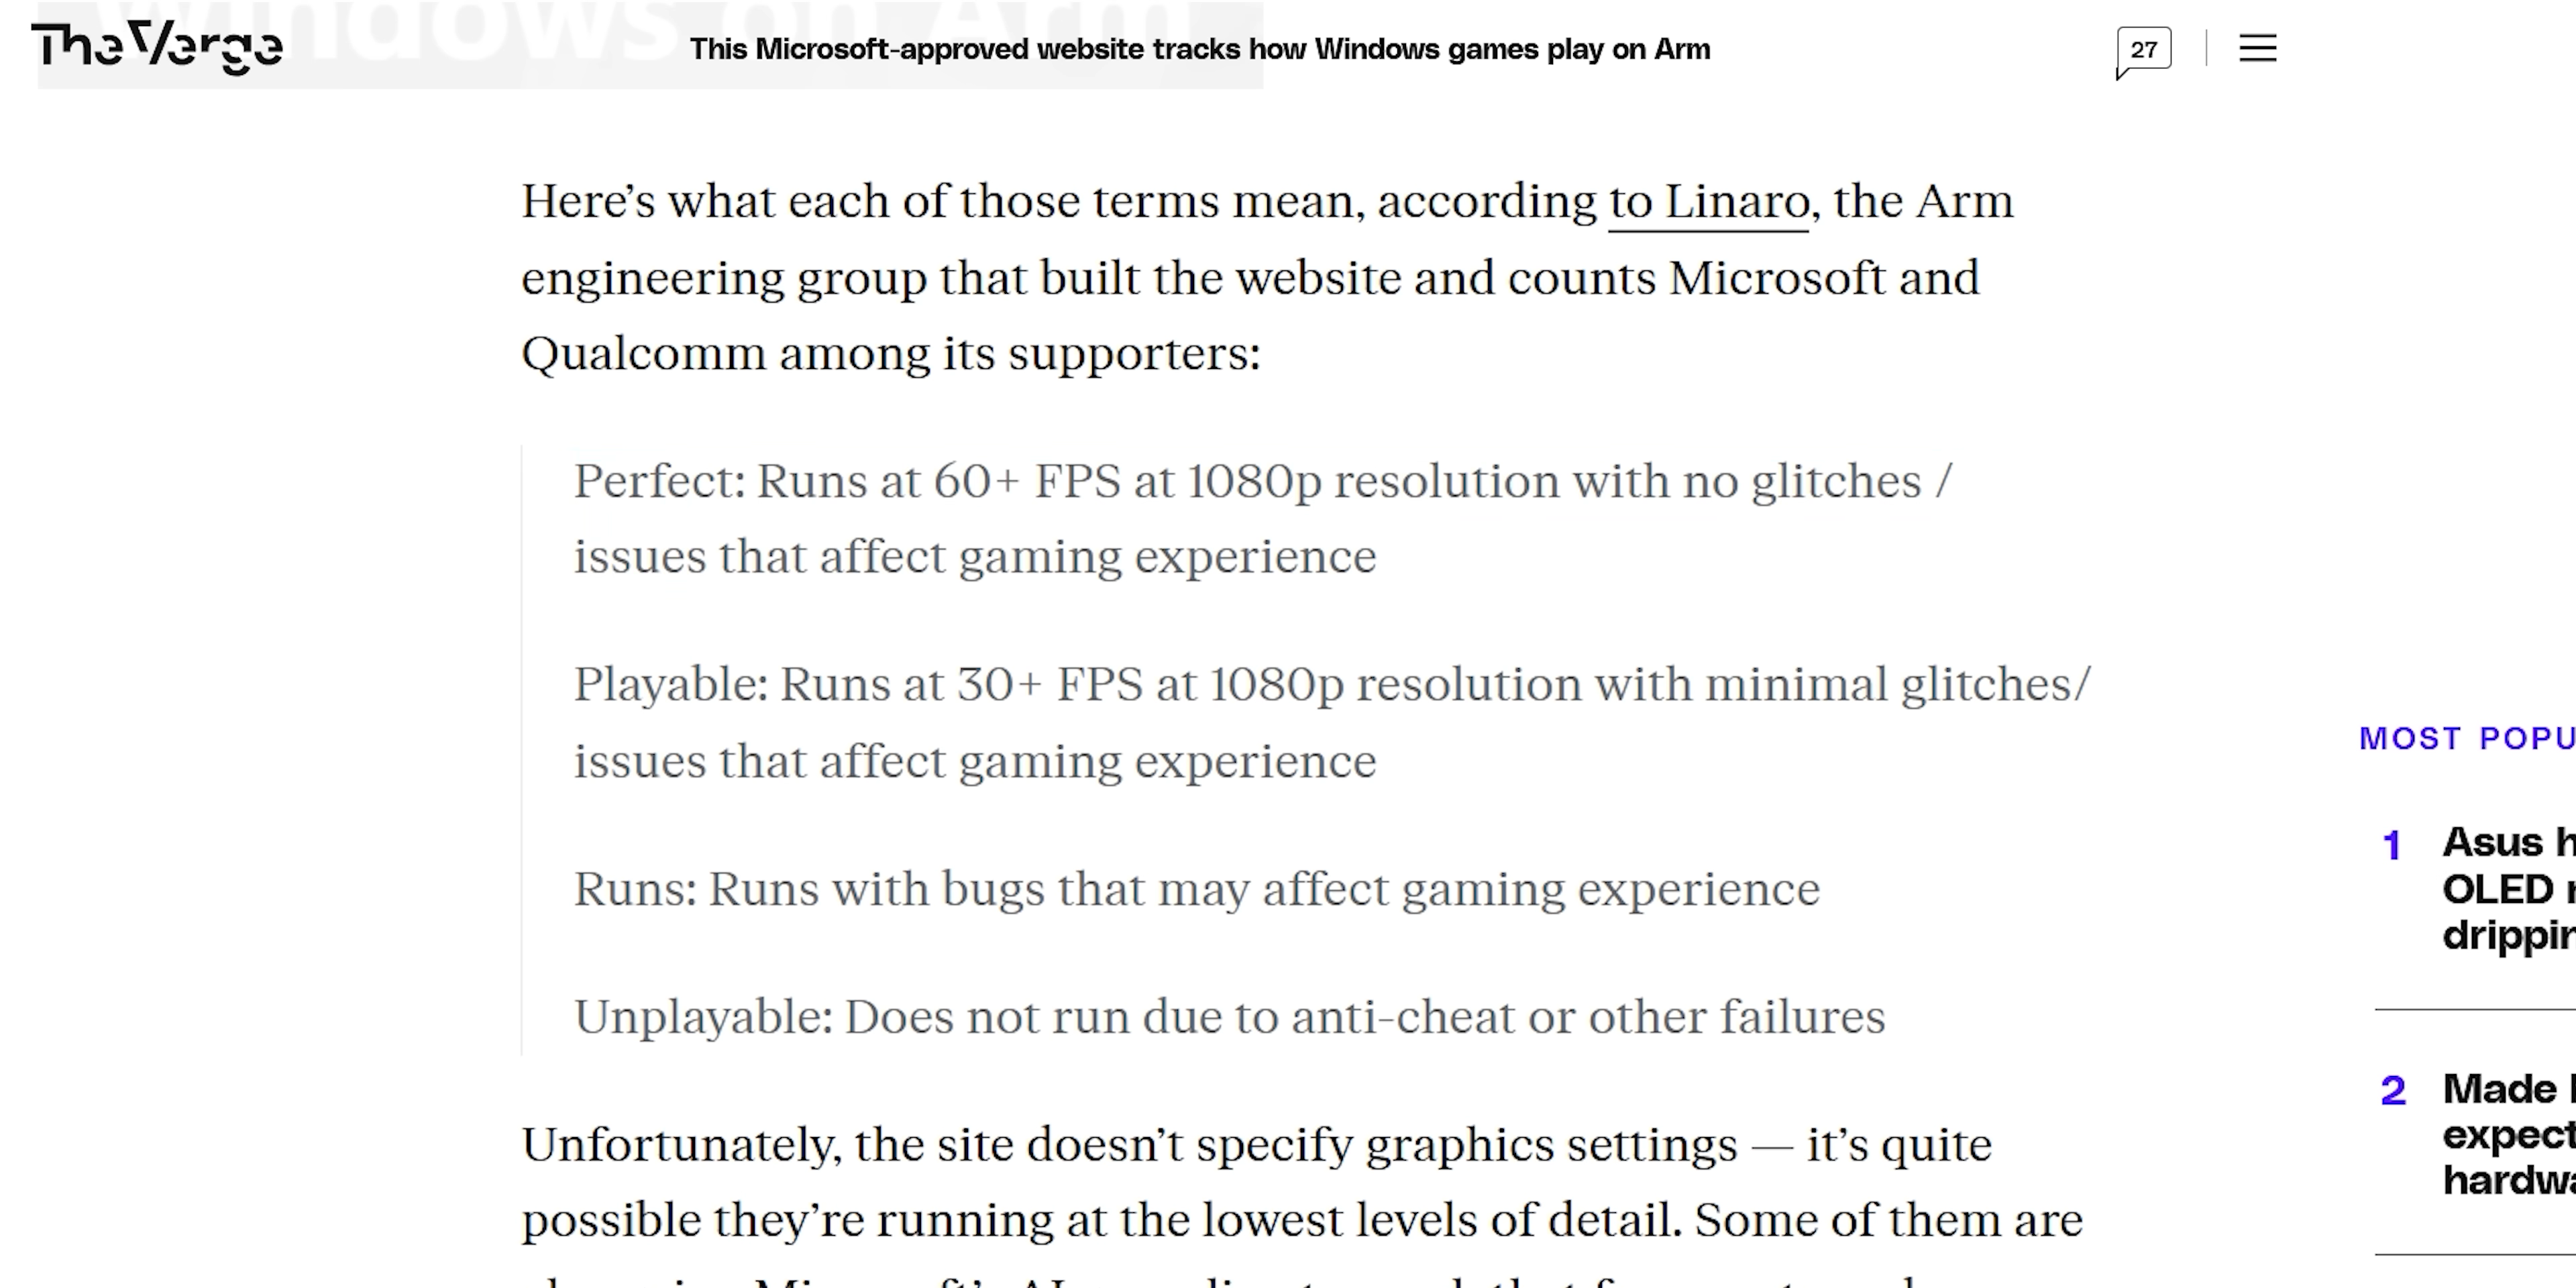 Windows on Arm
The Verge
This Microsoft-approved website tracks how Windows games play on Arm
27
Here’s what each of those terms mean, according to Linaro, the Arm
engineering group that built the website and counts Microsoft and
Qualcomm among its supporters:
Perfect: Runs at 60+ FPS at 1080p resolution with no glitches /
issues that affect gaming experience
Playable: Runs at 30+ FPS at 1080p resolution with minimal glitches/
issues that affect gaming experience
Runs: Runs with bugs that may affect gaming experience
Unplayable: Does not run due to anti-cheat or other failures
Unfortunately, the site doesn’t specify graphics settings — it’s quite
possible they’re running at the lowest levels of detail. Some of them are
MOST POPU
1
Asus h
OLED
drippin
2
Made
expect
hardwa